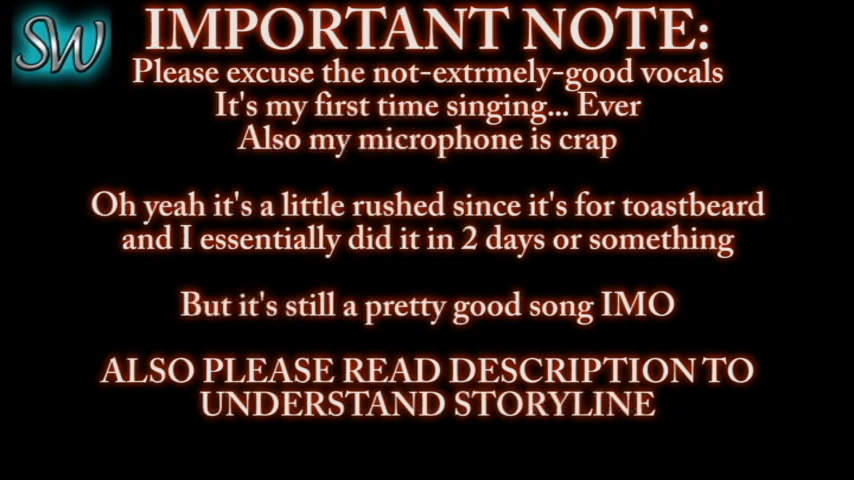 SW
IMPORTANT NOTE:
Please excuse the not-extrmely-good vocals
It's my first time singing... Ever
Also my microphone is crap
Oh yeah it's a little rushed since it's for toastbeard
and I essentially did it in 2 days or something
But it's still a pretty good song IMO
ALSO PLEASE READ DESCRIPTION TO
UNDERSTAND STORYLINE